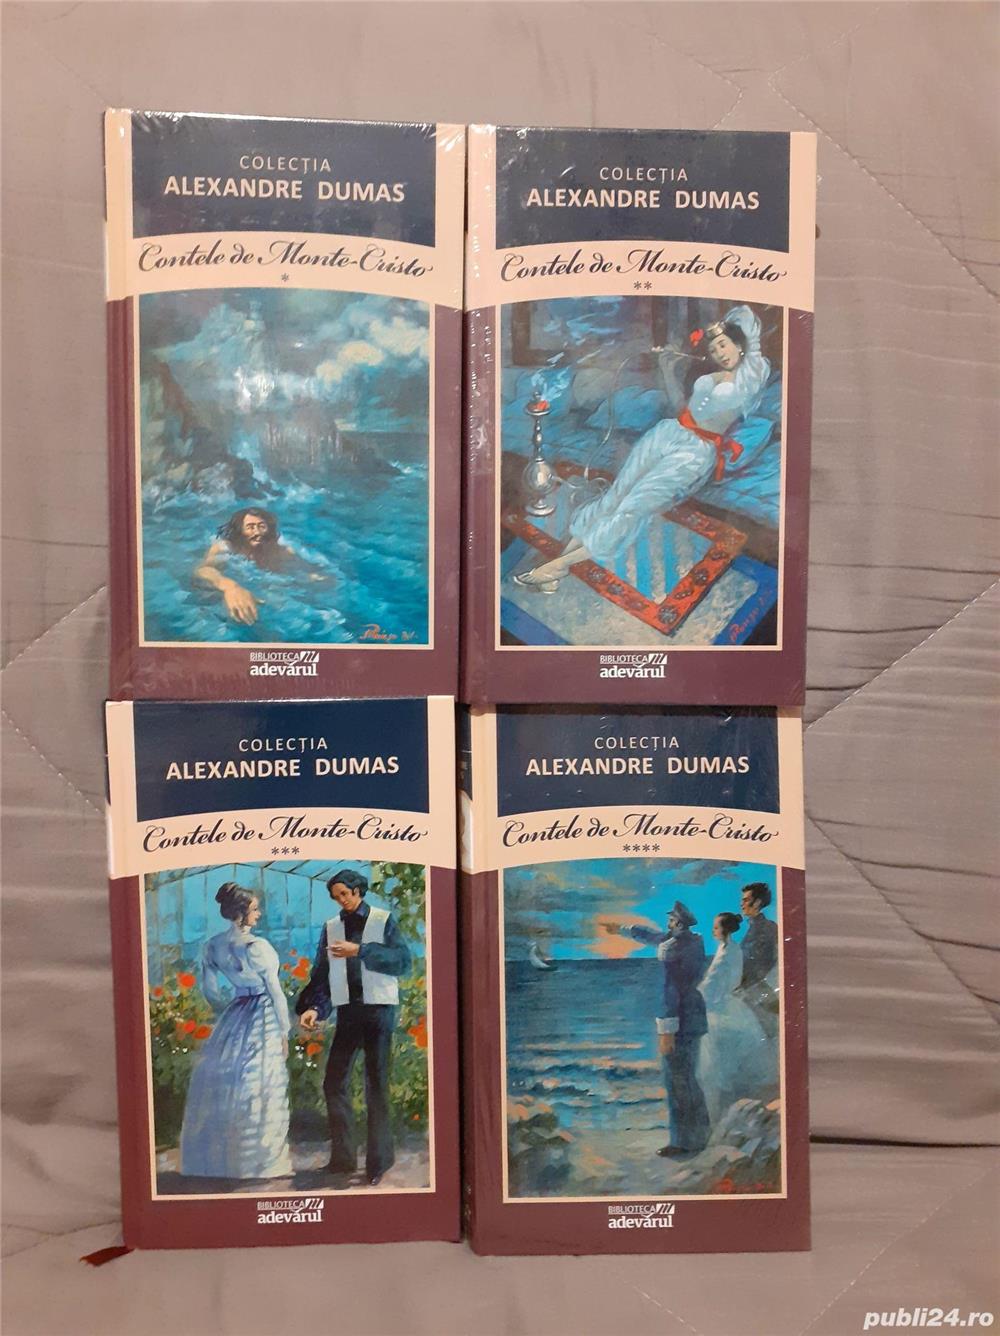 COLECȚIA
ALEXANDRE DUMAS
Contele de Monte-Cristo
*
BIBLIOTECA
adevărul
COLECȚIA
ALEXANDRE DUMAS
Contele de Monte-Cristo
**
BIBLIOTECA
adevărul
COLECȚIA
ALEXANDRE DUMAS
Contele de Monte-Cristo
***
BIBLIOTECA
adevărul
COLECȚIA
ALEXANDRE DUMAS
Contele de Monte-Cristo
****
BIBLIOTECA
adevărul
publi24.ro